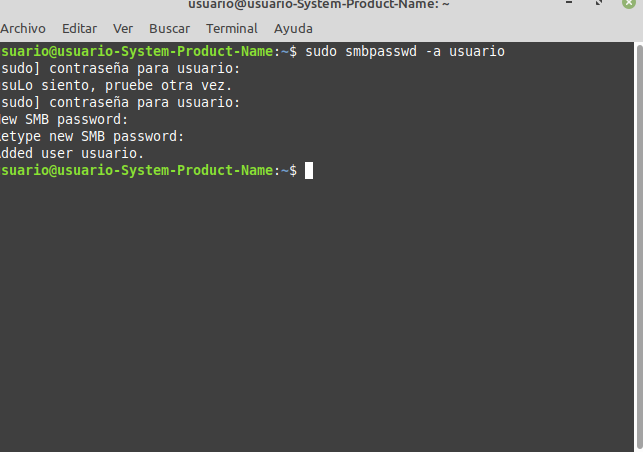 usuario@usuario-System-Product-Name: ~
Archivo Editar Ver Buscar Terminal Ayuda
suario@usuario-System-Product-Name:~$ sudo smbpasswd -a usuario
sudo] contraseña para usuario:
suLo siento, pruebe otra vez.
sudo] contraseña para usuario:
ew SMB password:
etype new SMB password:
dded user usuario.
suario@usuario-System-Product-Name:~$